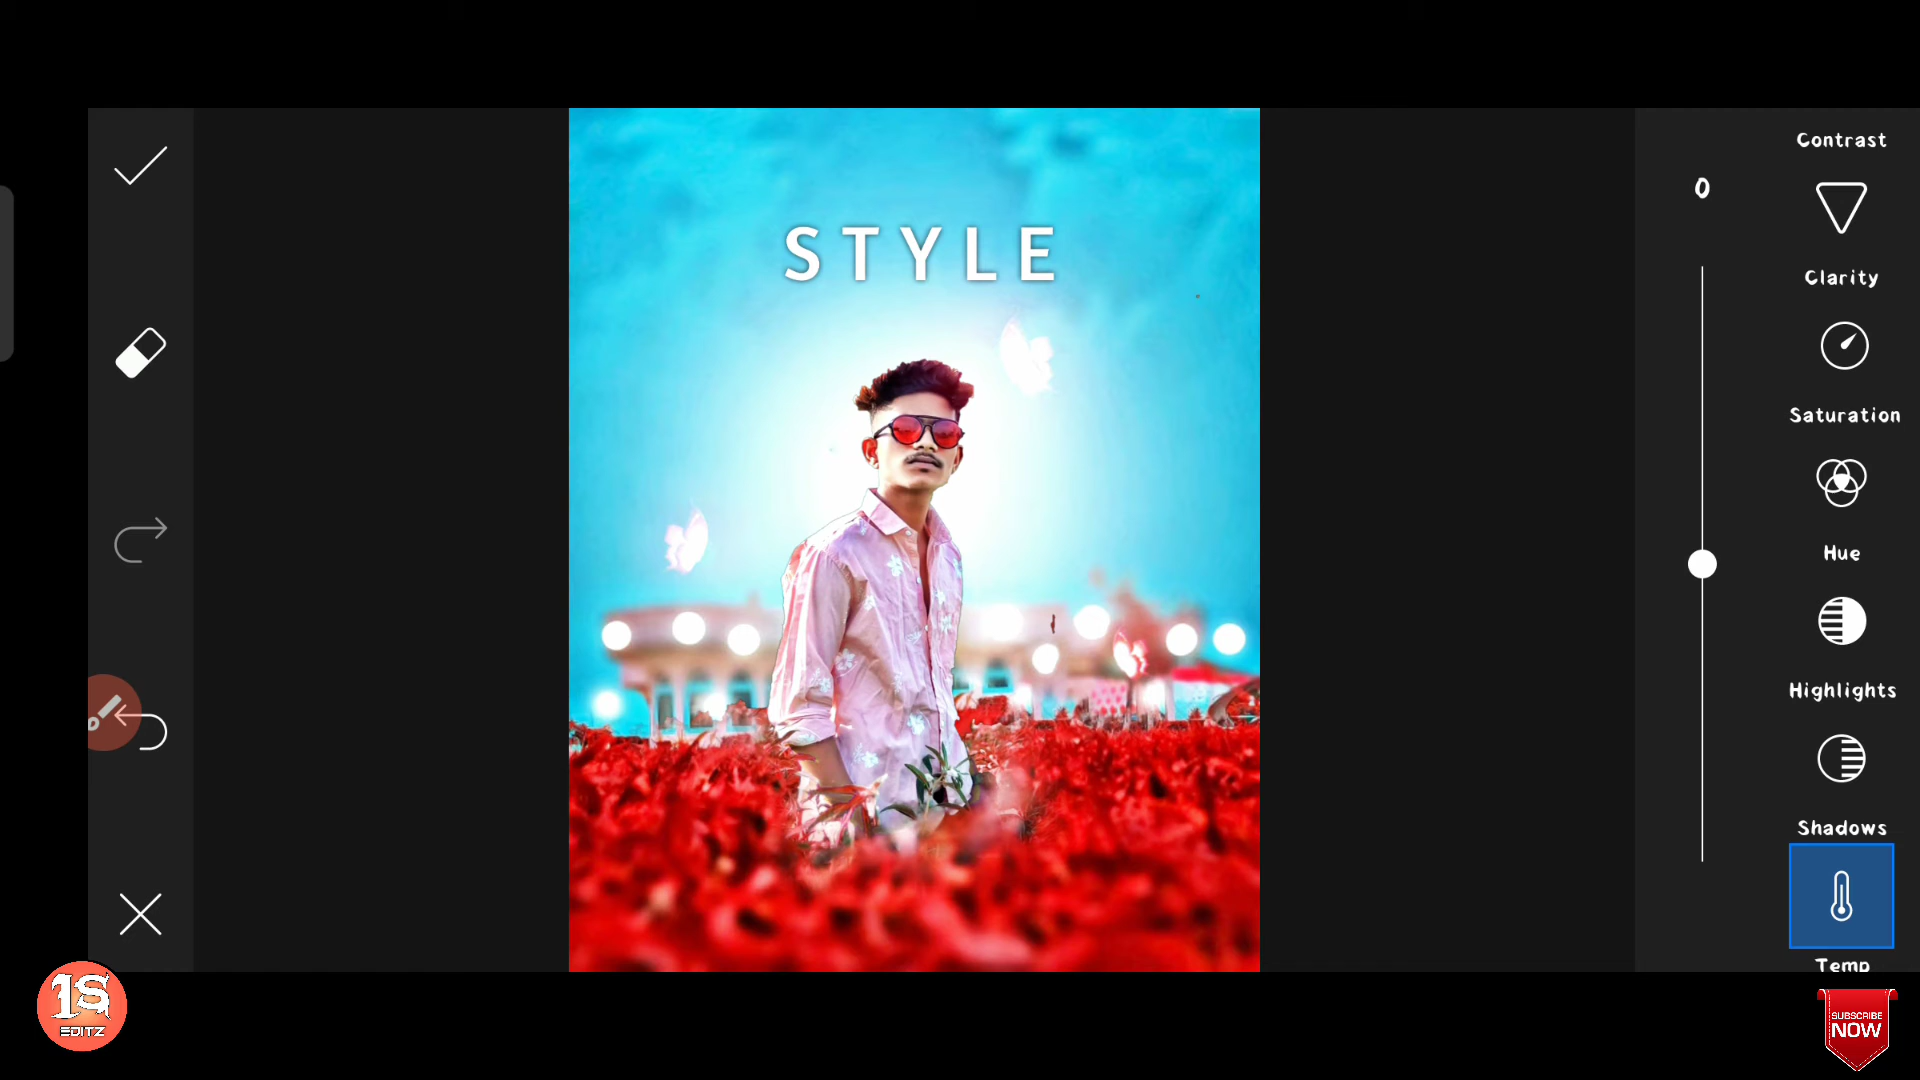 Contrast
0
Clarity
STYLE
Saturation
Hue
Highlights
Shadows
Temp
1S
EDITZ
SUBSCRIBE
NOW